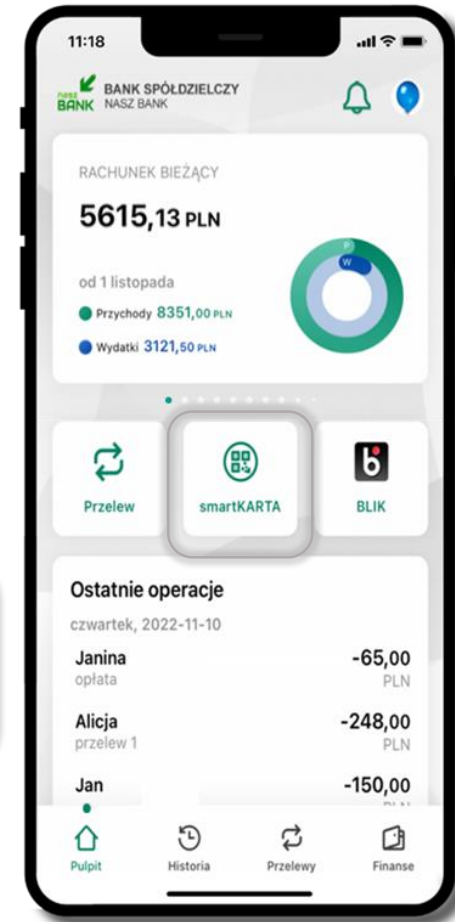 11:18
nasz BANK
BANK SPÓŁDZIELCZY
NASZ BANK
RACHUNEK BIEŻĄCY
5615,13 PLN
od 1 listopada
Przychody 8351,00 PLN
Wydatki 3121,50 PLN
P
W
Przelew
smartKARTA
BLIK
Ostatnie operacje
czwartek, 2022-11-10
Janina -65,00
opłata PLN
Alicja -248,00
przelew 1 PLN
Jan -150,00
Pulpit Historia Przelewy Finanse